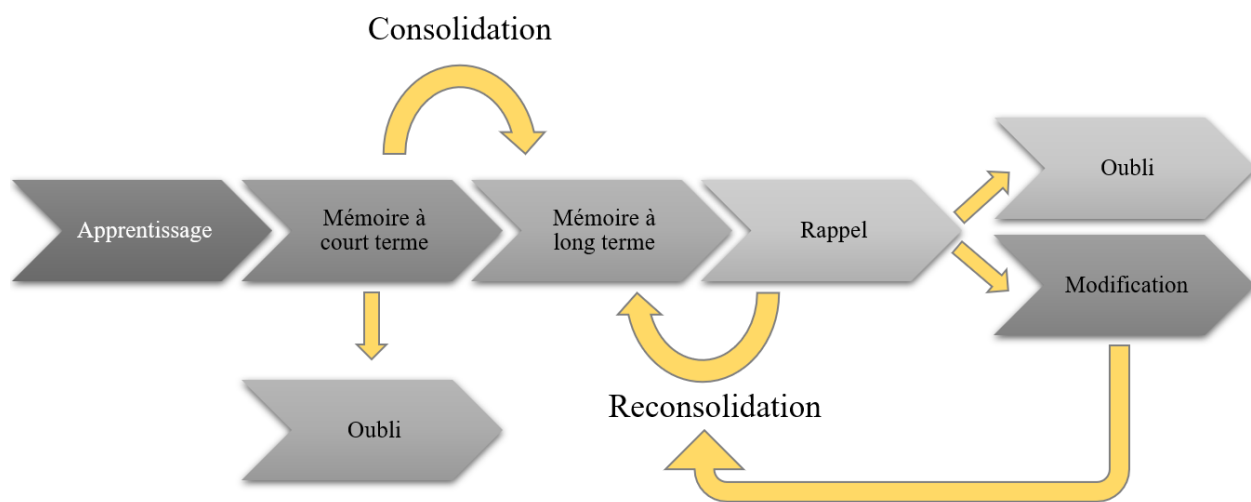 Consolidation
Apprentissage
Mémoire à
court terme
Mémoire à
long terme
Rappel
Oubli
Modification
Oubli
Reconsolidation